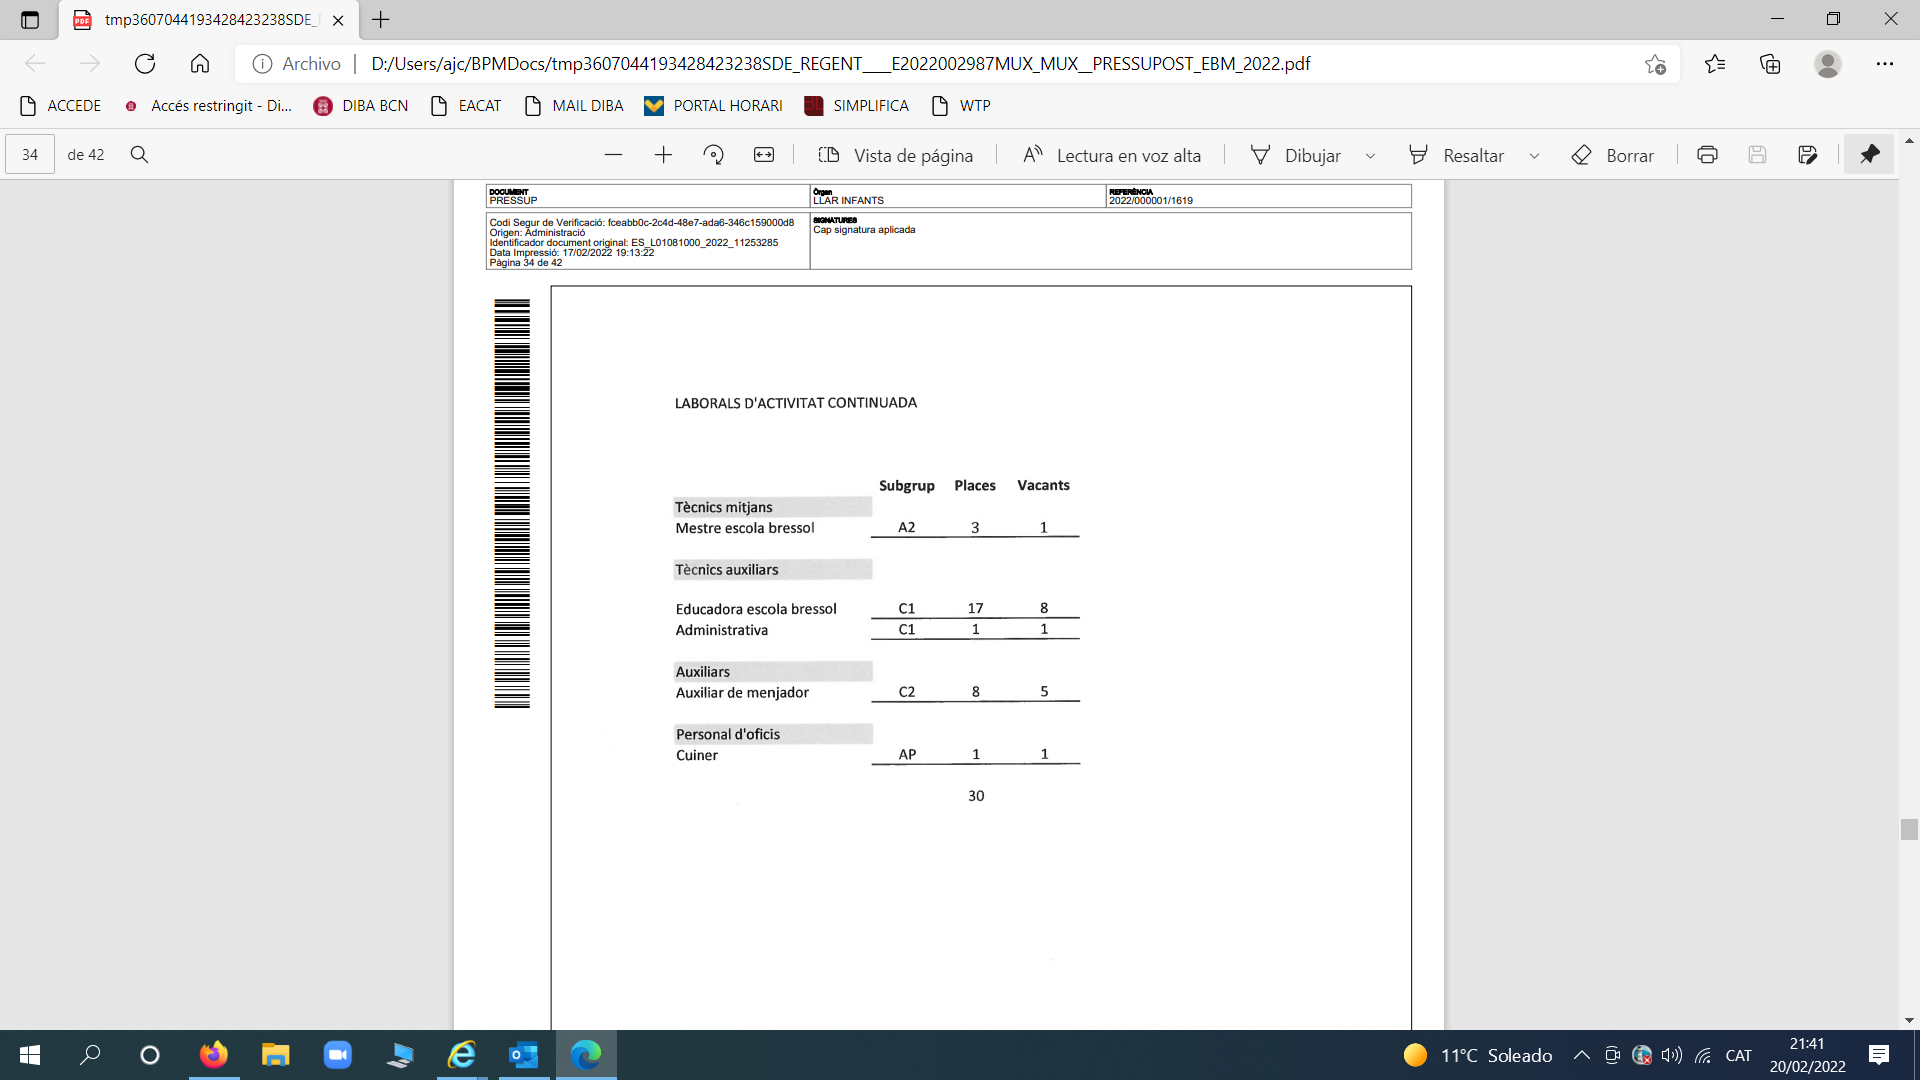 tmp3607044193428423238SDE_
Archivo
D:/Users/ajc/BPMDocs/tmp3607044193428423238SDE_REGENT____E2022002987MUX_MUX__PRESSUPOST_EBM_2022.pdf
ACCEDE Accés restringit - Di... DIBA BCN EACAT MAIL DIBA PORTAL HORARI SIMPLIFICA WTP
34 de 42 Vista de página Lectura en voz alta Dibujar Resaltar Borrar
DOCUMENT Òrgan REFERÈNCIA
PRESSUP LLAR INFANTS 2022/000001/1619
Codi Segur de Verificació: fceabb0c-2c4d-48e7-ada6-346c159000d8
Origen: Administració
Identificador document original: ES_L01081000_2022_11253285
Data Impressió: 17/02/2022 19:13:22
Pàgina 34 de 42
SIGNATURES
Cap signatura aplicada
LABORALS D'ACTIVITAT CONTINUADA
Subgrup Places Vacants
Tècnics mitjans
Mestre escola bressol A2 3 1
Tècnics auxiliars
Educadora escola bressol C1 17 8
Administrativa C1 1 1
Auxiliars
Auxiliar de menjador C2 8 5
Personal d'oficis
Cuiner AP 1 1
30
11°C Soleado CAT 21:41
20/02/2022